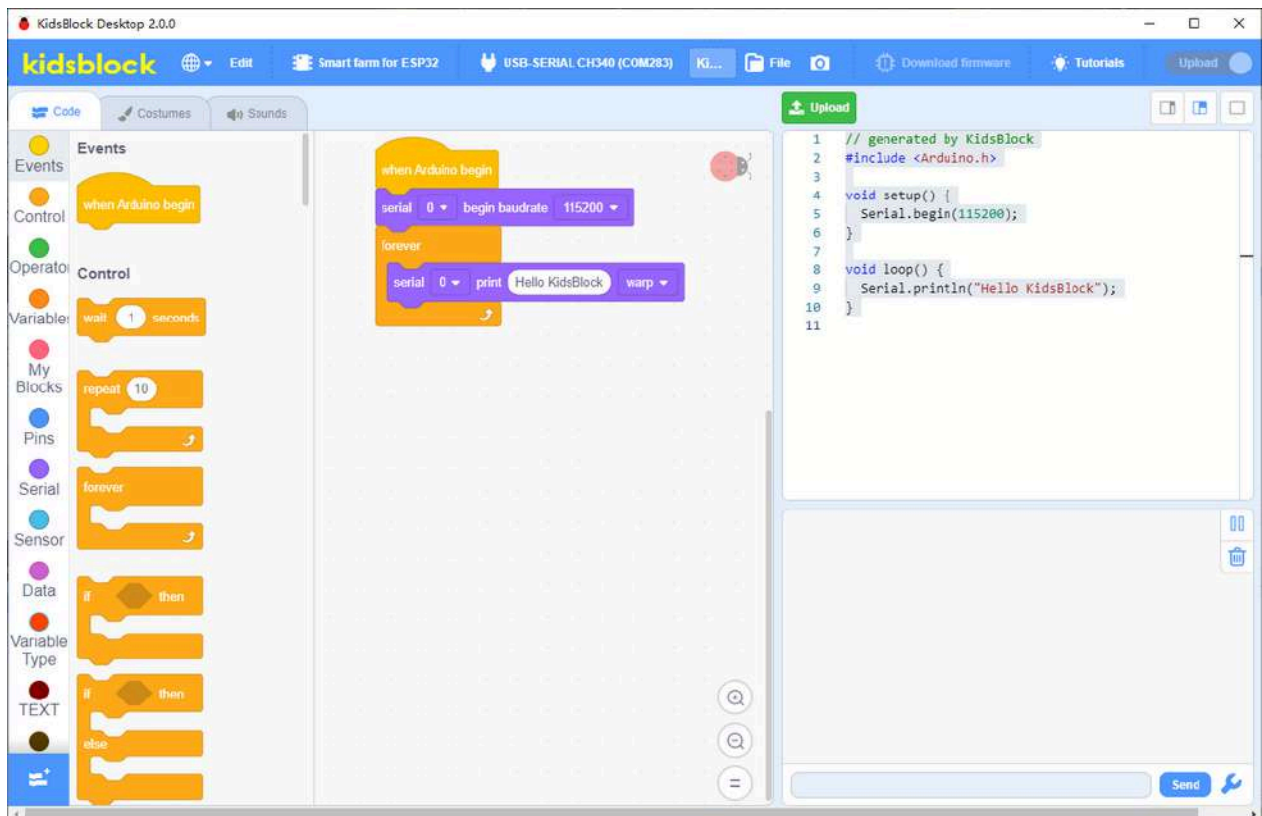 KidsBlock Desktop 2.0.0
kidsblock Edit Smart farm for ESP32 USB-SERIAL CH340 (COM283) Ki... File Download firmware Tutorials Upload
Code Costumes Sounds
Upload
Events
Control
Operator
Variable
My
Blocks
Pins
Serial
Sensor
Data
Variable
Type
TEXT
Events
when Arduino begin
Control
wait 1 seconds
repeat 10
forever
if then
if then
else
when Arduino begin
serial 0 begin baudrate 115200
forever
serial 0 print Hello KidsBlock warp
1 // generated by KidsBlock
2 #include <Arduino.h>
3
4 void setup() {
5 Serial.begin(115200);
6 }
7
8 void loop() {
9 Serial.println("Hello KidsBlock");
10 }
11
Send